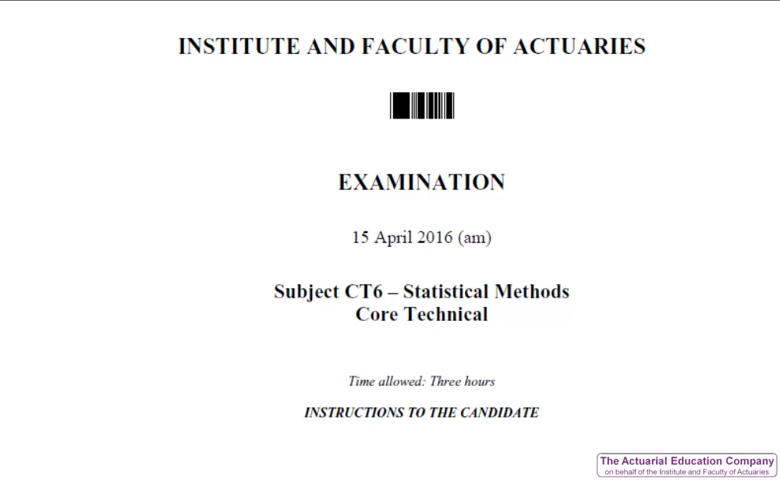 INSTITUTE AND FACULTY OF ACTUARIES
EXAMINATION
15 April 2016 (am)
Subject CT6 – Statistical Methods
Core Technical
Time allowed: Three hours
INSTRUCTIONS TO THE CANDIDATE
The Actuarial Education Company
on behalf of the Institute and Faculty of Actuaries